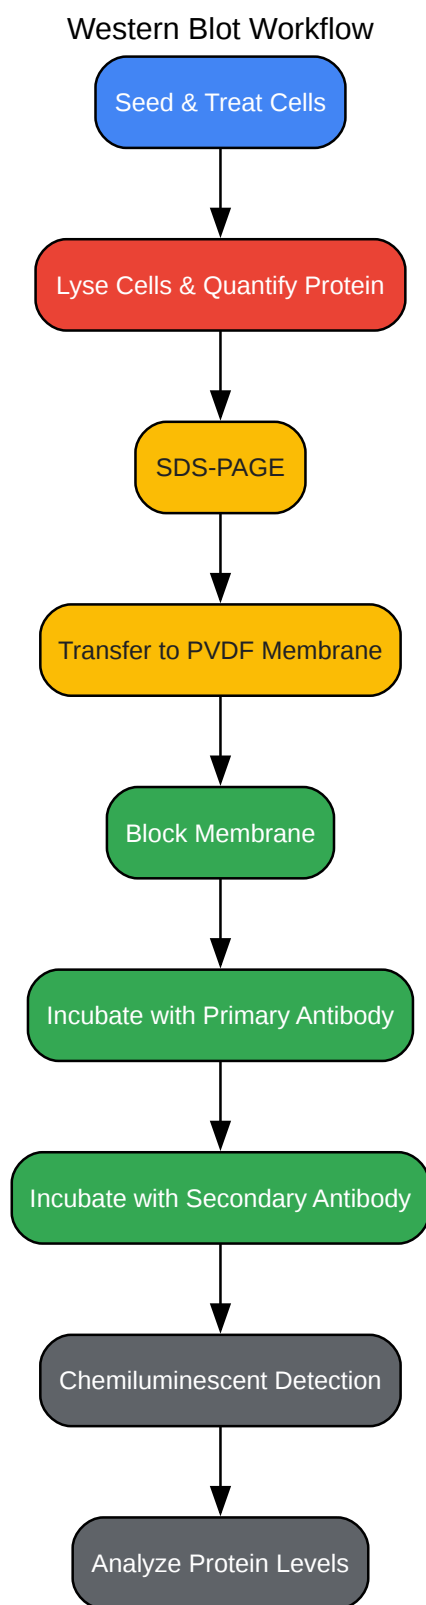 Western Blot Workflow
Seed & Treat Cells
Lyse Cells & Quantify Protein
SDS-PAGE
Transfer to PVDF Membrane
Block Membrane
Incubate with Primary Antibody
Incubate with Secondary Antibody
Chemiluminescent Detection
Analyze Protein Levels